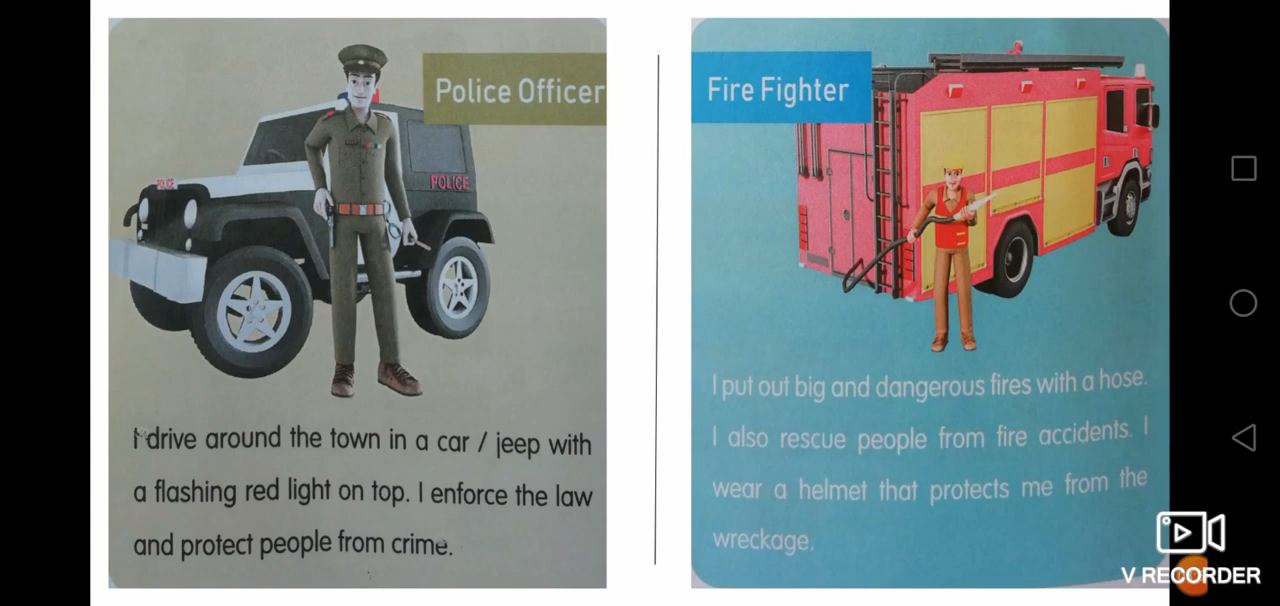 Police Officer
POLICE
POLICE
I drive around the town in a car / jeep with
a flashing red light on top. I enforce the law
and protect people from crime.
Fire Fighter
I put out big and dangerous fires with a hose.
I also rescue people from fire accidents. I
wear a helmet that protects me from the
wreckage.
V RECORDER